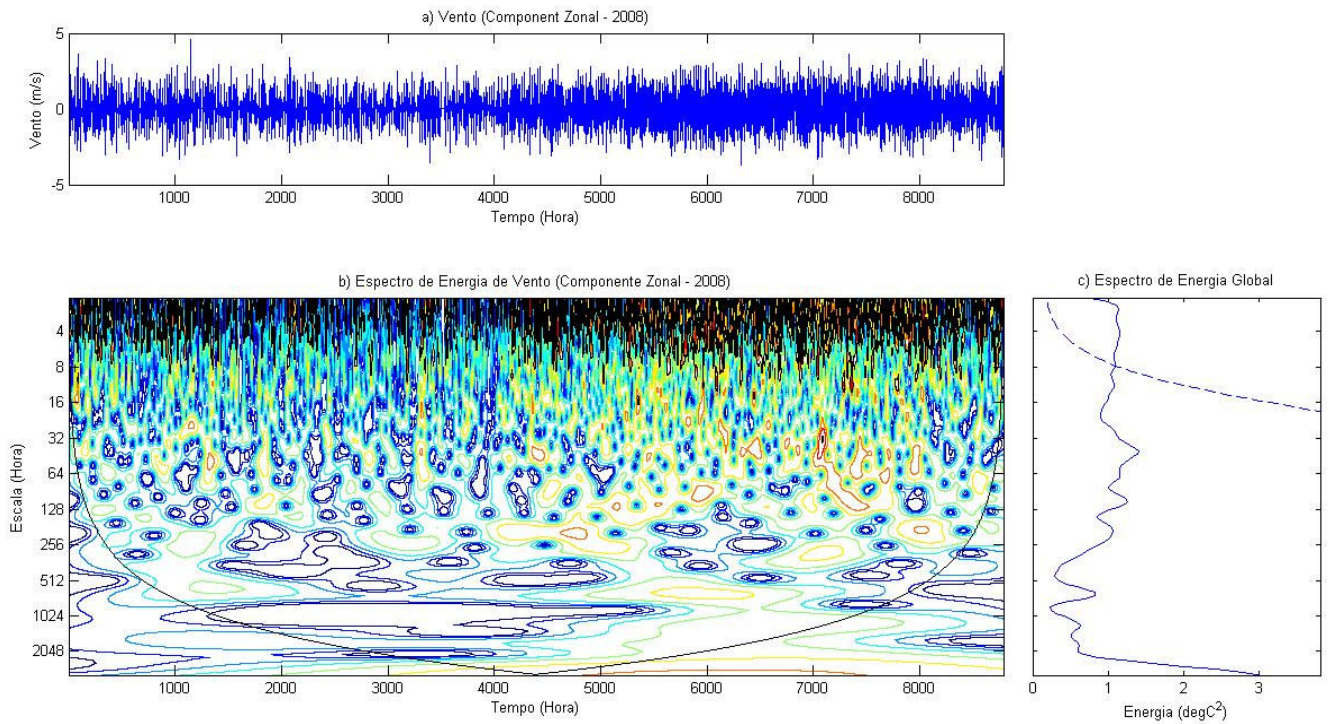 a) Vento (Component Zonal - 2008)
5
0
-5
Vento (m/s)
1000 2000 3000 4000 5000 6000 7000 8000
Tempo (Hora)
b) Espectro de Energia de Vento (Componente Zonal - 2008)
4
8
16
32
64
128
256
512
1024
2048
Escala (Hora)
1000 2000 3000 4000 5000 6000 7000 8000
Tempo (Hora)
c) Espectro de Energia Global
0 1 2 3
Energia (degC²)